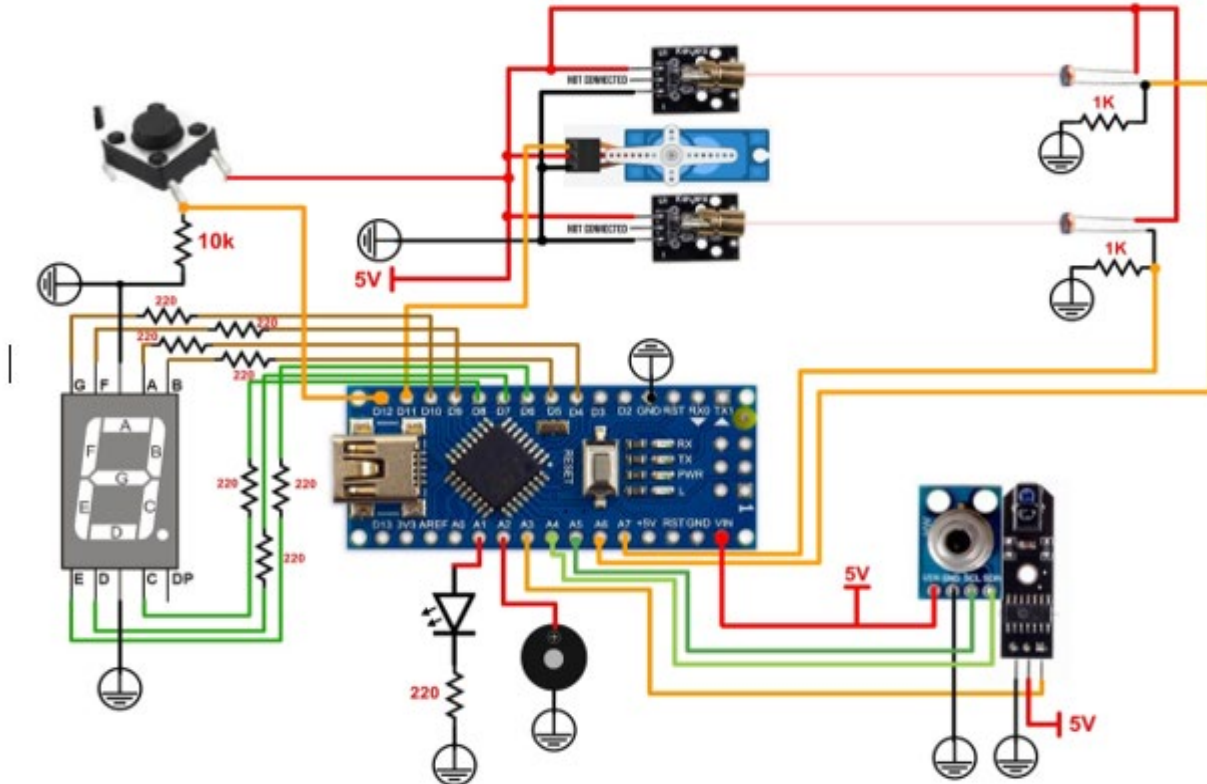 Keyes
NOT CONNECTED
1K
10k
Keyes
NOT CONNECTED
1K
5V
220
220
220
220
G F A B
D12 D11 D10 D9 D8 D7 D6 D5 D4 D3 D2 GND RST RX0 TX1
A
F B
G
E C
D
220 220
220
RESET
RX
TX
PWR
L
1
D13 3V3 AREF A0 A1 A2 A3 A4 A5 A6 A7 +5V RST GND VIN
E D C DP
5V
VIN GND SCL SDA
220
5V